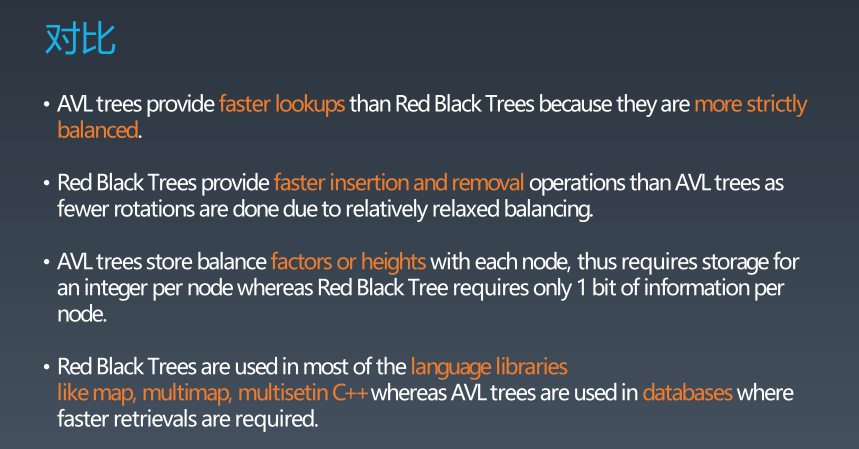 对比
• AVL trees provide faster lookups than Red Black Trees because they are more strictly
balanced.
• Red Black Trees provide faster insertion and removal operations than AVL trees as
fewer rotations are done due to relatively relaxed balancing.
• AVL trees store balance factors or heights with each node, thus requires storage for
an integer per node whereas Red Black Tree requires only 1 bit of information per
node.
• Red Black Trees are used in most of the language libraries
like map, multimap, multisetin C++ whereas AVL trees are used in databases where
faster retrievals are required.